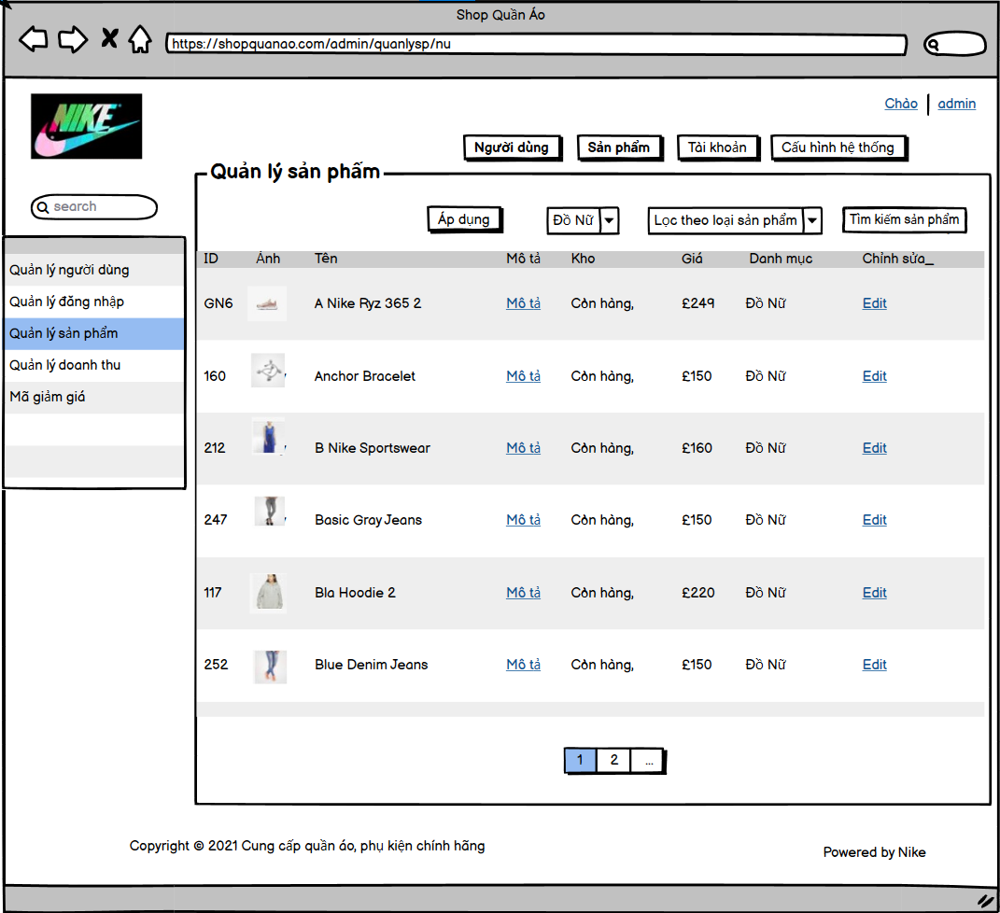 Shop Quần Áo
https://shopquanao.com/admin/quanlysp/nu
NIKE
Chào admin
Người dùng Sản phẩm Tài khoản Cấu hình hệ thống
Quản lý sản phẩm
search
Áp dụng Đồ Nữ Lọc theo loại sản phẩm Tìm kiếm sản phẩm
Quản lý người dùng
Quản lý đăng nhập
Quản lý sản phẩm
Quản lý doanh thu
Mã giảm giá
ID Ảnh Tên Mô tả Kho Giá Danh mục Chỉnh sửa_
GN6 A Nike Ryz 365 2 Mô tả Còn hàng, £249 Đồ Nữ Edit
160 Anchor Bracelet Mô tả Còn hàng, £150 Đồ Nữ Edit
212 B Nike Sportswear Mô tả Còn hàng, £160 Đồ Nữ Edit
247 Basic Gray Jeans Mô tả Còn hàng, £150 Đồ Nữ Edit
117 Bla Hoodie 2 Mô tả Còn hàng, £220 Đồ Nữ Edit
252 Blue Denim Jeans Mô tả Còn hàng, £150 Đồ Nữ Edit
1 2 ...
Copyright © 2021 Cung cấp quần áo, phụ kiện chính hãng
Powered by Nike